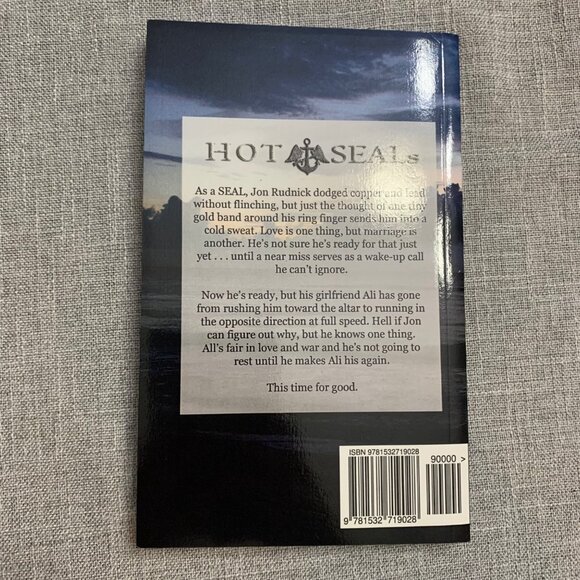 HOT SEALs
As a SEAL, Jon Rudnick dodged copper and lead
without flinching, but just the thought of one tiny
gold band around his ring finger sends him into a
cold sweat. Love is one thing, but marriage is
another. He's not sure he's ready for that just
yet . . . until a near miss serves as a wake-up call
he can't ignore.
Now he's ready, but his girlfriend Ali has gone
from rushing him toward the altar to running in
the opposite direction at full speed. Hell if Jon
can figure out why, but he knows one thing.
All's fair in love and war and he's not going to
rest until he makes Ali his again.
This time for good.
ISBN 9781532719028
90000 >
9 781532 719028